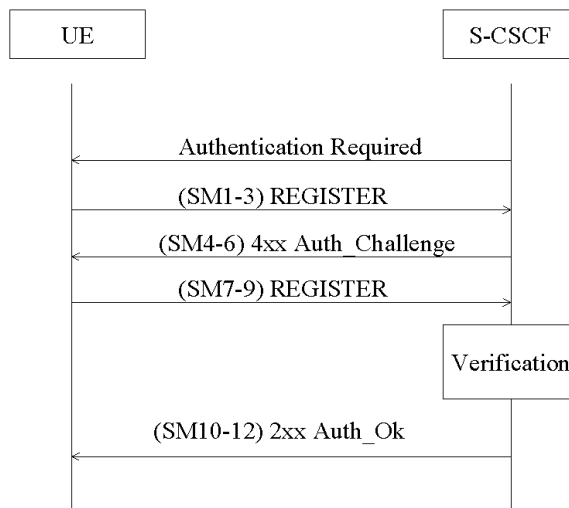 UE
S-CSCF
Authentication Required
(SM1-3) REGISTER
(SM4-6) 4xx Auth_Challenge
(SM7-9) REGISTER
Verification
(SM10-12) 2xx Auth_Ok